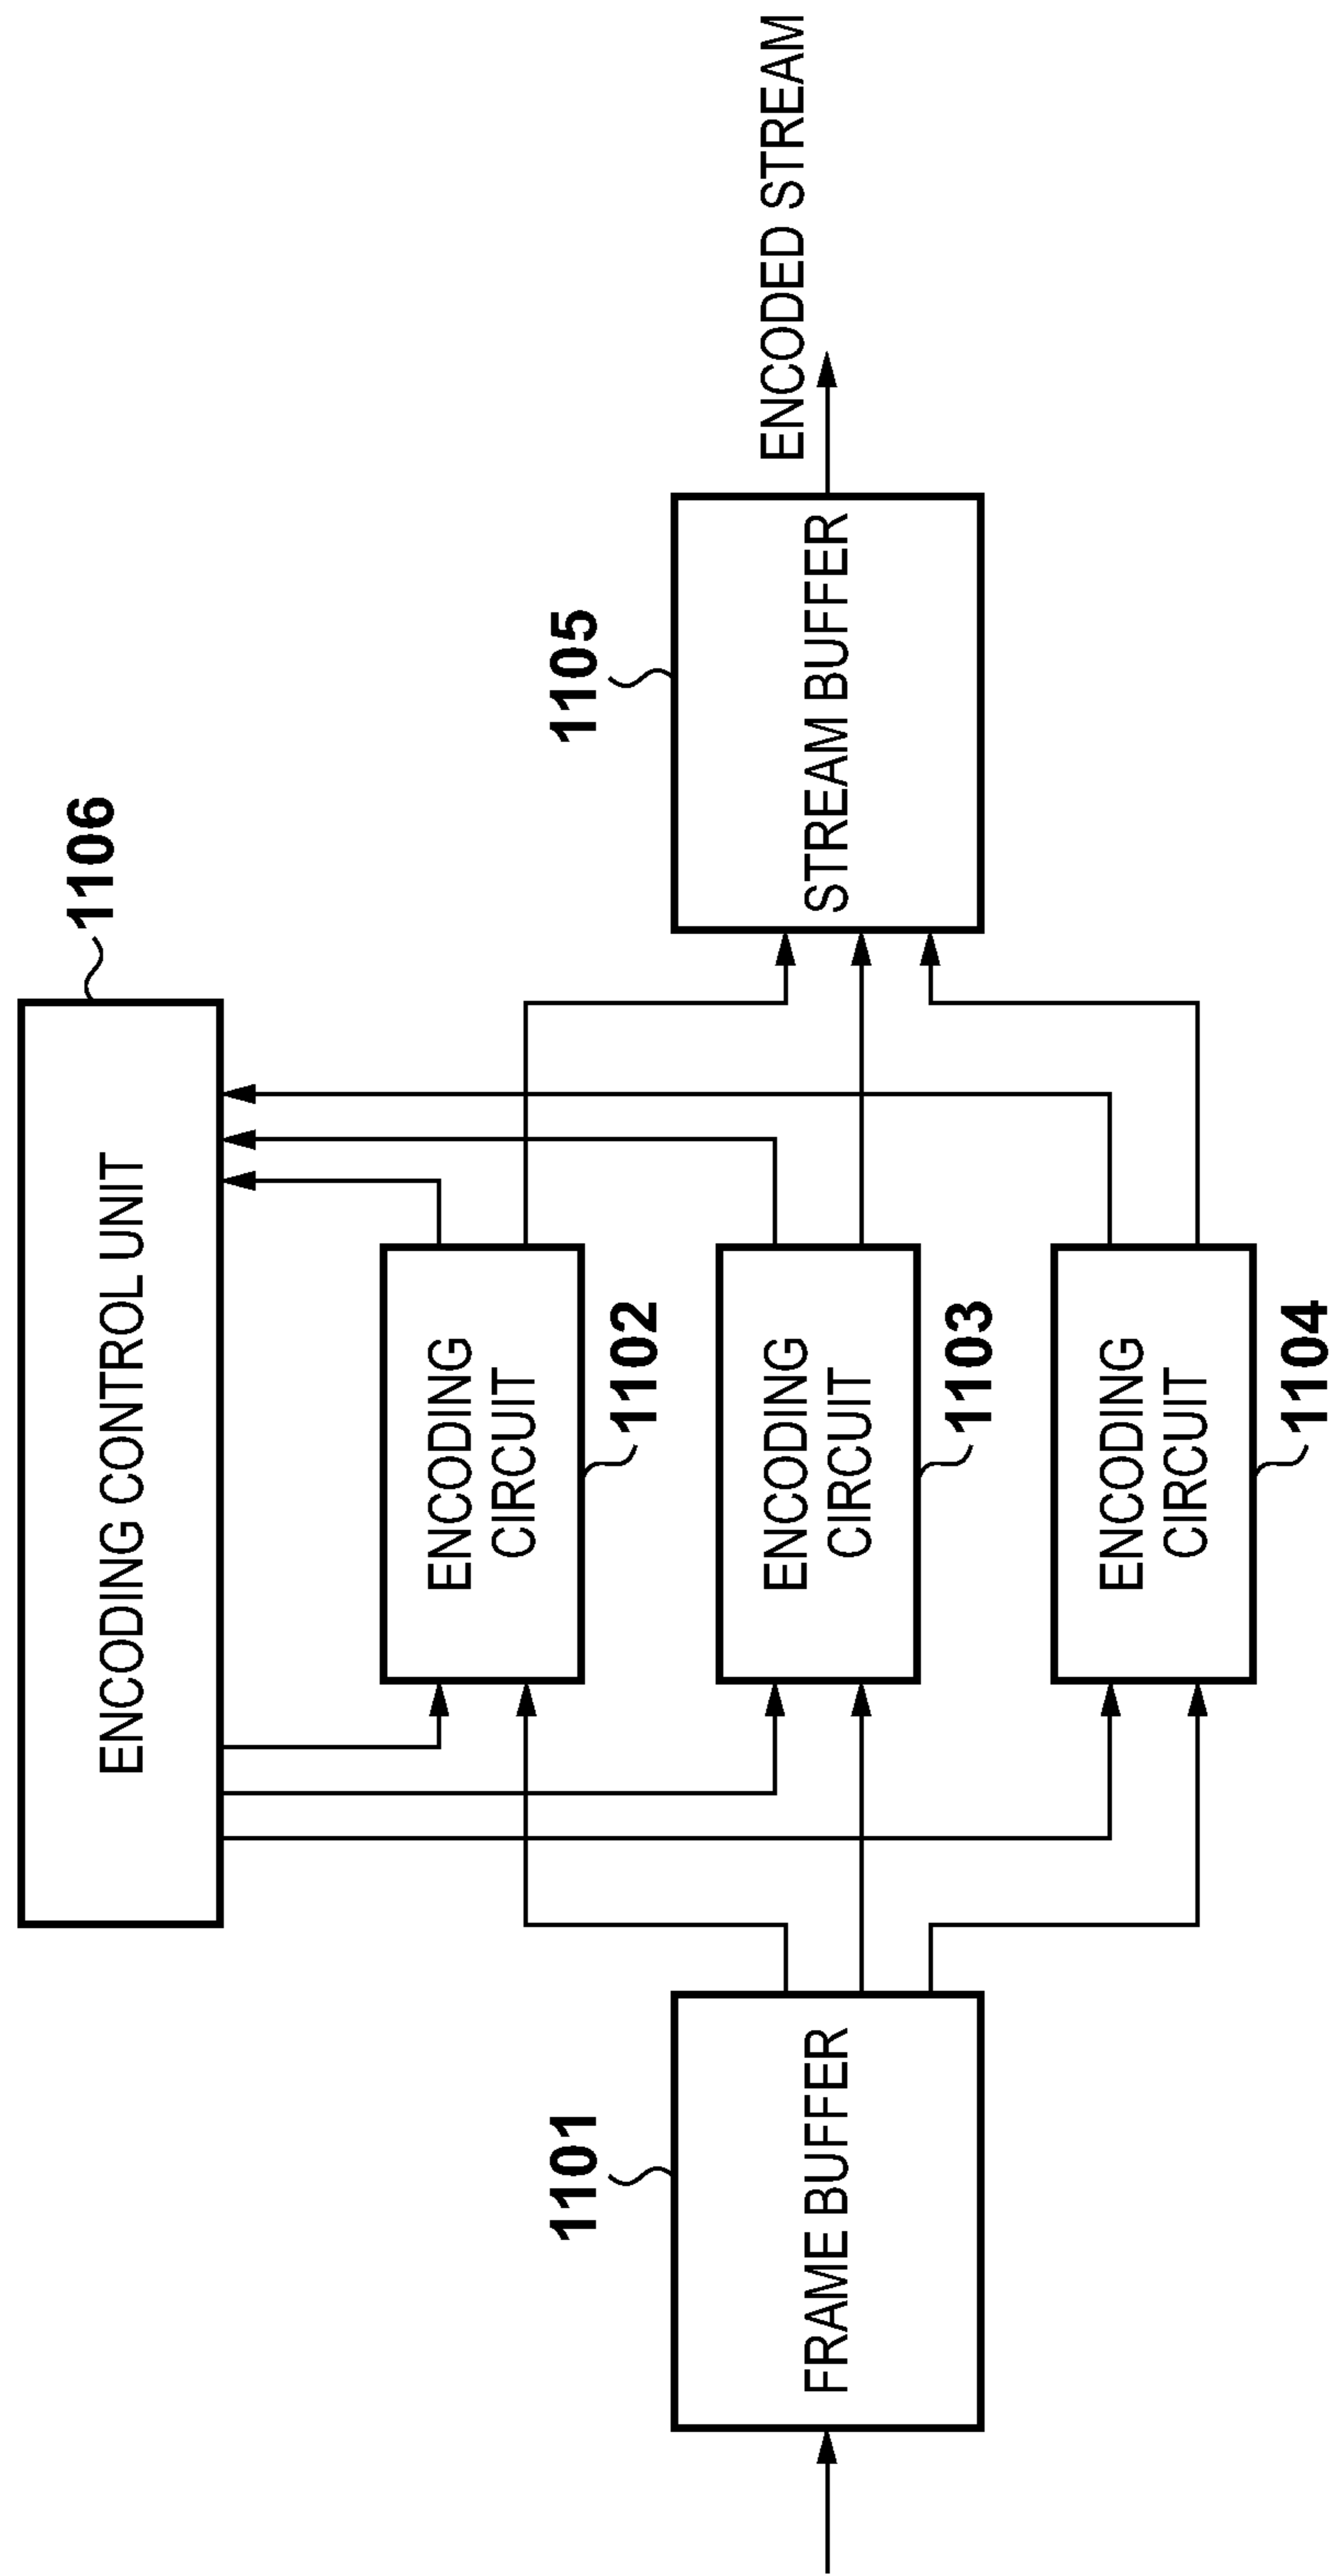 1106
ENCODING CONTROL UNIT
1101
FRAME BUFFER
ENCODING
CIRCUIT
1102
ENCODING
CIRCUIT
1103
ENCODING
CIRCUIT
1104
1105
STREAM BUFFER
ENCODED STREAM